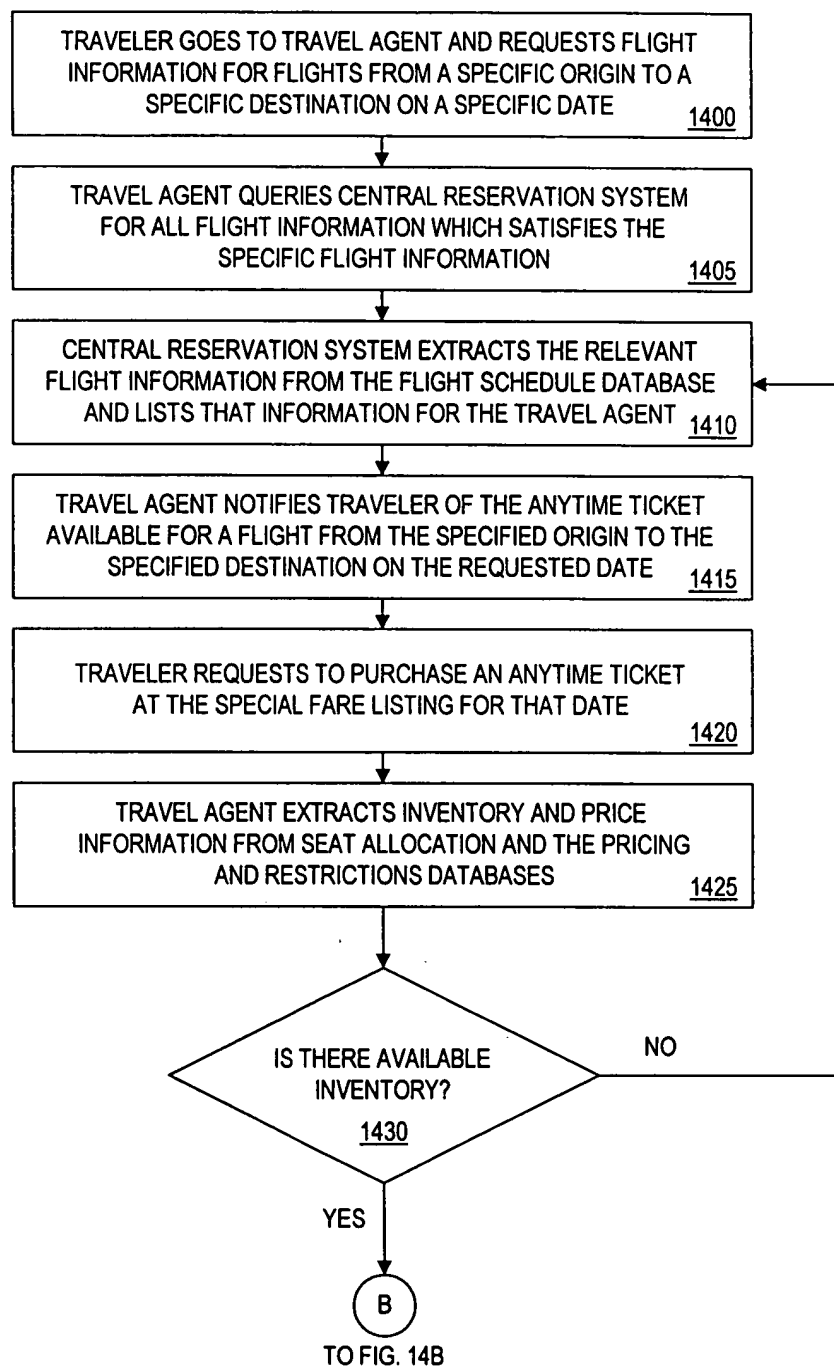 TRAVELER GOES TO TRAVEL AGENT AND REQUESTS FLIGHT
INFORMATION FOR FLIGHTS FROM A SPECIFIC ORIGIN TO A
SPECIFIC DESTINATION ON A SPECIFIC DATE
1400
TRAVEL AGENT QUERIES CENTRAL RESERVATION SYSTEM
FOR ALL FLIGHT INFORMATION WHICH SATISFIES THE
SPECIFIC FLIGHT INFORMATION
1405
CENTRAL RESERVATION SYSTEM EXTRACTS THE RELEVANT
FLIGHT INFORMATION FROM THE FLIGHT SCHEDULE DATABASE
AND LISTS THAT INFORMATION FOR THE TRAVEL AGENT
1410
TRAVEL AGENT NOTIFIES TRAVELER OF THE ANYTIME TICKET
AVAILABLE FOR A FLIGHT FROM THE SPECIFIED ORIGIN TO THE
SPECIFIED DESTINATION ON THE REQUESTED DATE
1415
TRAVELER REQUESTS TO PURCHASE AN ANYTIME TICKET
AT THE SPECIAL FARE LISTING FOR THAT DATE
1420
TRAVEL AGENT EXTRACTS INVENTORY AND PRICE
INFORMATION FROM SEAT ALLOCATION AND THE PRICING
AND RESTRICTIONS DATABASES
1425
IS THERE AVAILABLE
INVENTORY?
1430
NO
YES
B
TO FIG. 14B